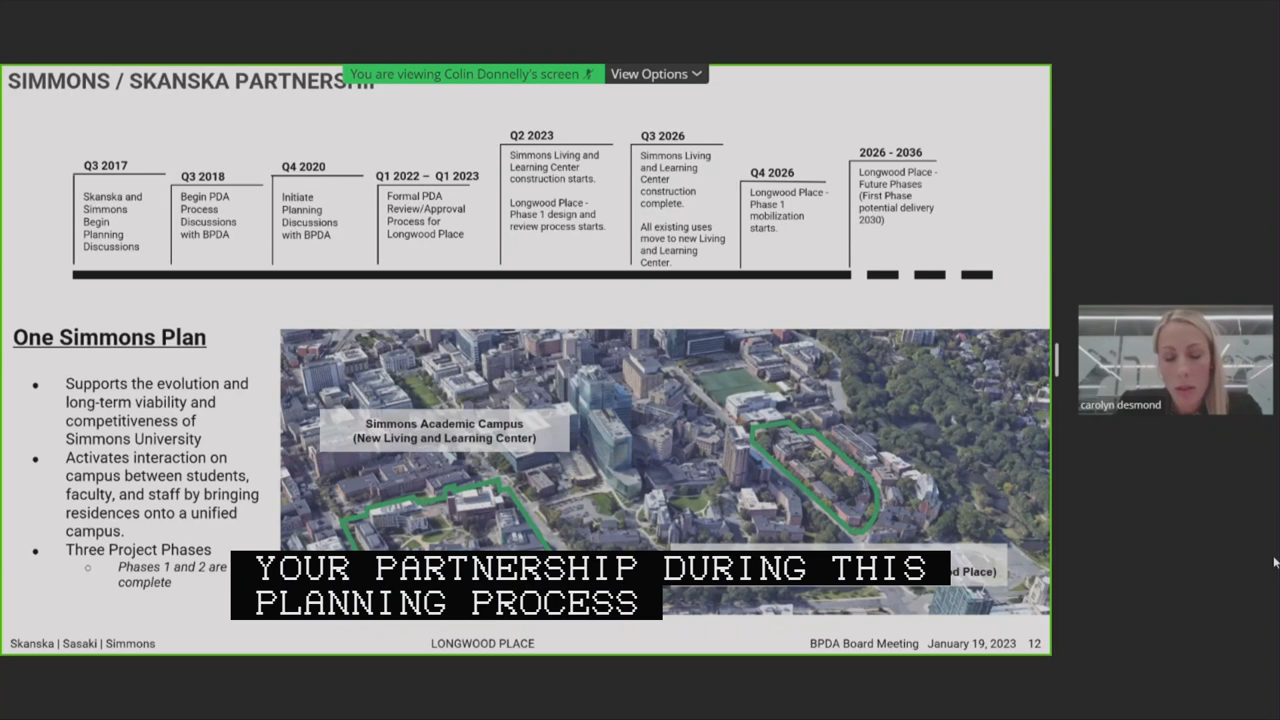 SIMMONS / SKANSKA PARTNERSHIP
You are viewing Colin Donnelly's screen
View Options
Q3 2017
Skanska and
Simmons
Begin
Planning
Discussions
Q3 2018
Begin PDA
Process
Discussions
with BPDA
Q4 2020
Initiate
Planning
Discussions
with BPDA
Q1 2022 – Q1 2023
Formal PDA
Review/Approval
Process for
Longwood Place
Q2 2023
Simmons Living and
Learning Center
construction starts.
Longwood Place -
Phase 1 design and
review process starts.
Q3 2026
Simmons Living
and Learning
Center
construction
complete.
All existing uses
move to new Living
and Learning
Center.
Q4 2026
Longwood Place -
Phase 1
mobilization
starts.
2026 - 2036
Longwood Place -
Future Phases
(First Phase
potential delivery
2030)
One Simmons Plan
● Supports the evolution and
long-term viability and
competitiveness of
Simmons University
● Activates interaction on
campus between students,
faculty, and staff by bringing
residences onto a unified
campus.
● Three Project Phases
○ Phases 1 and 2 are
complete
Simmons Academic Campus
(New Living and Learning Center)
d Place)
YOUR PARTNERSHIP DURING THIS
PLANNING PROCESS
carolyn desmond
Skanska | Sasaki | Simmons
LONGWOOD PLACE
BPDA Board Meeting January 19, 2023 12